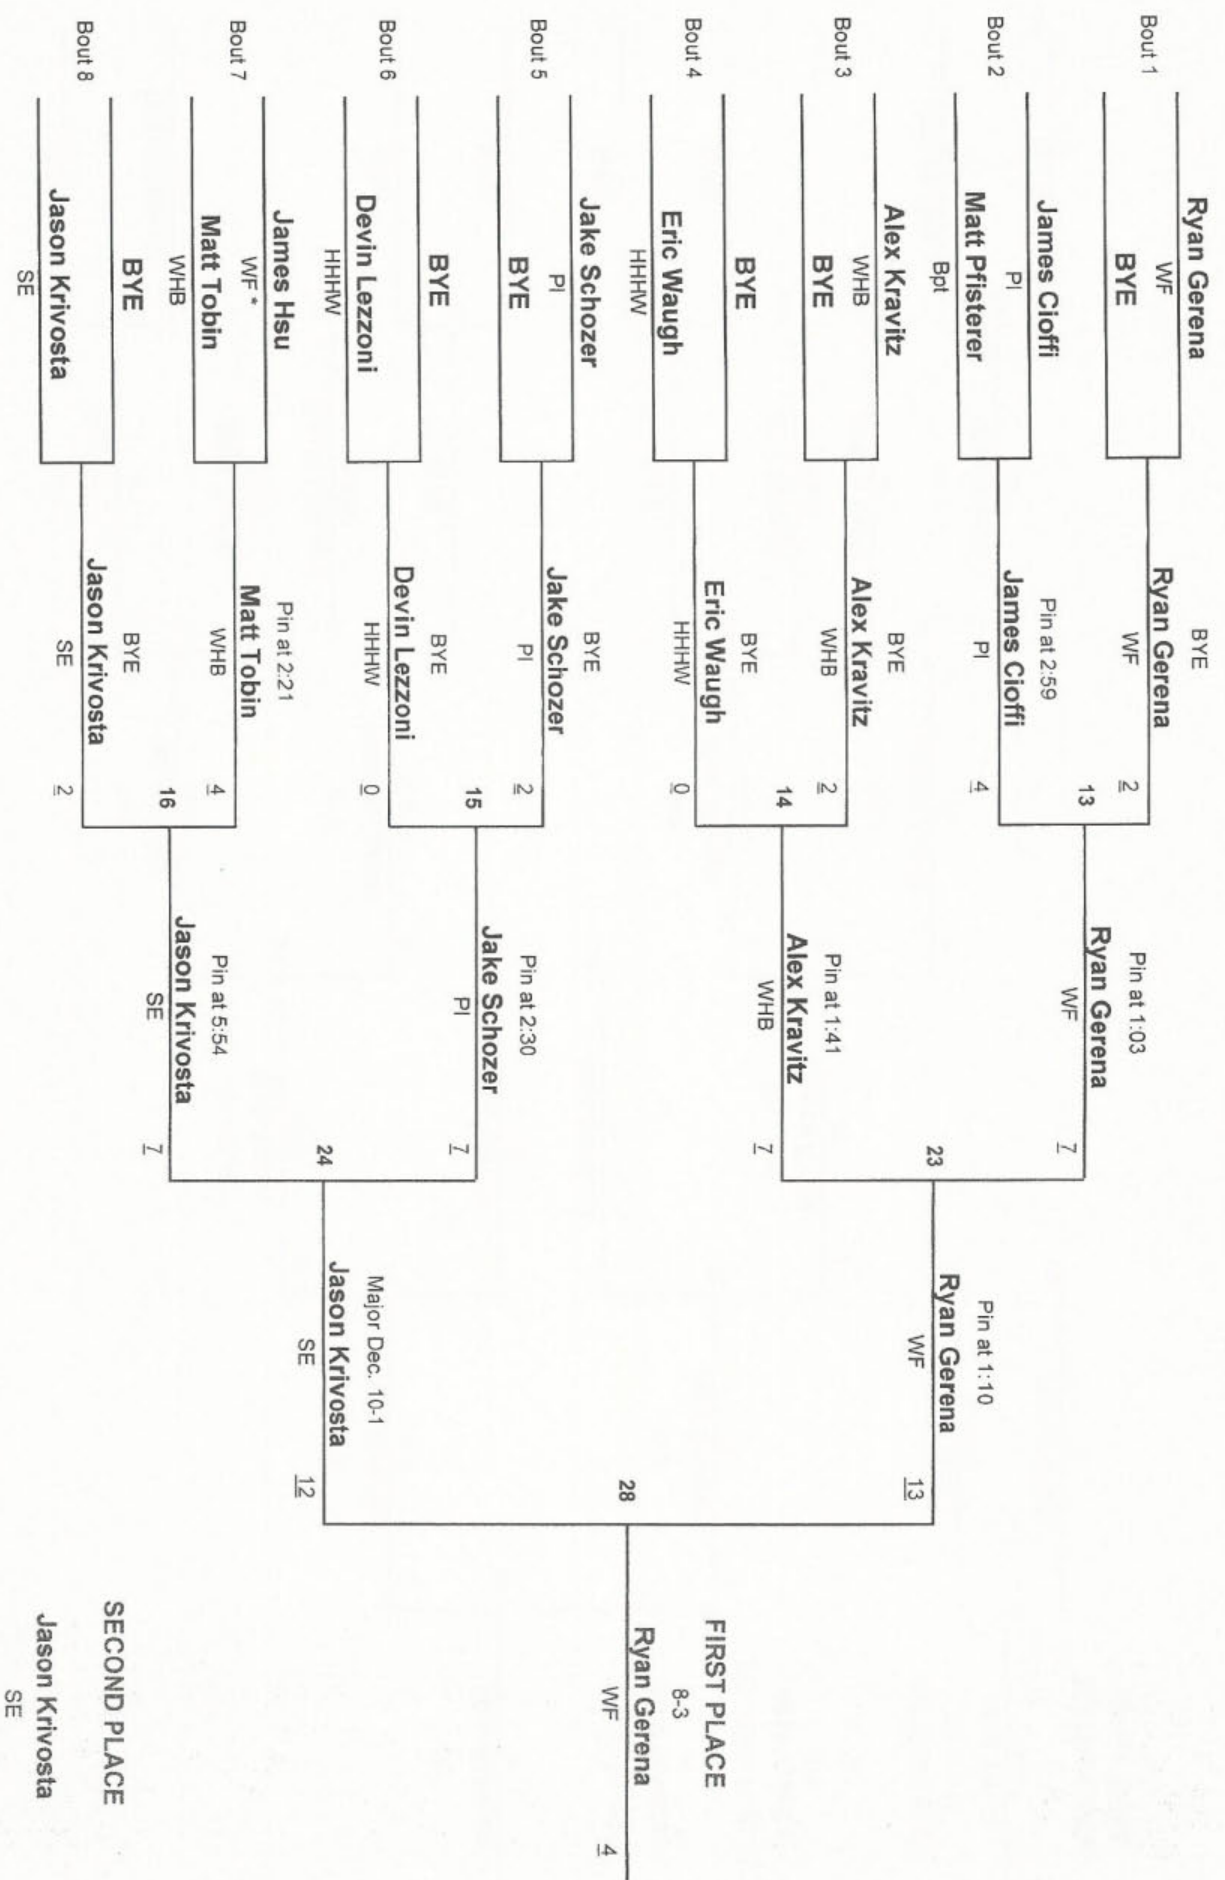 Bout 1
Ryan Gerena
WF
BYE
Bout 2
James Cioffi
PI
Matt Pfisterer
Bpt
Bout 3
Alex Kravitz
WHB
BYE
Bout 4
BYE
Eric Waugh
HHHW
Bout 5
Jake Schozer
PI
BYE
Bout 6
BYE
Devin Lezzoni
HHHW
Bout 7
James Hsu
WF *
Matt Tobin
WHB
Bout 8
BYE
Jason Krivosta
SE
BYE
Ryan Gerena
WF 2
13
Pin at 2:59
James Cioffi
PI 4
BYE
Alex Kravitz
WHB 2
14
BYE
Eric Waugh
HHHW 0
BYE
Jake Schozer
PI 2
15
BYE
Devin Lezzoni
HHHW 0
Pin at 2:21
Matt Tobin
WHB 4
16
BYE
Jason Krivosta
SE 2
Pin at 1:03
Ryan Gerena
WF 7
23
Pin at 1:41
Alex Kravitz
WHB 7
Pin at 2:30
Jake Schozer
PI 7
24
Pin at 5:54
Jason Krivosta
SE 7
Pin at 1:10
Ryan Gerena
WF 13
28
Major Dec. 10-1
Jason Krivosta
SE 12
FIRST PLACE
8-3
Ryan Gerena
WF 4
SECOND PLACE
Jason Krivosta
SE